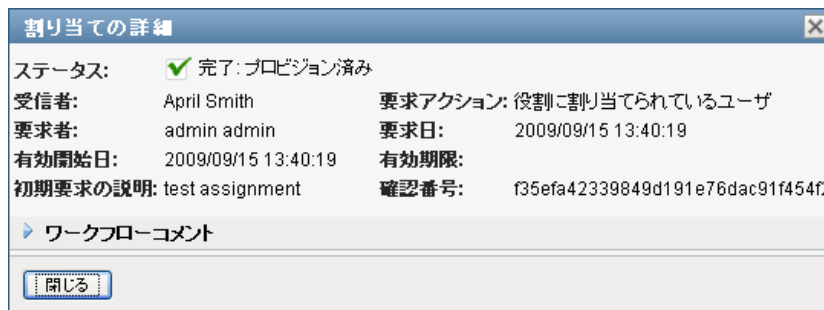 割り当ての詳細
ステータス: 完了: プロビジョン済み
受信者: April Smith 要求アクション: 役割に割り当てられているユーザ
要求者: admin admin 要求日: 2009/09/15 13:40:19
有効開始日: 2009/09/15 13:40:19 有効期限:
初期要求の説明: test assignment 確認番号: f35efa42339849d191e76dac91f454f
ワークフローコメント
閉じる